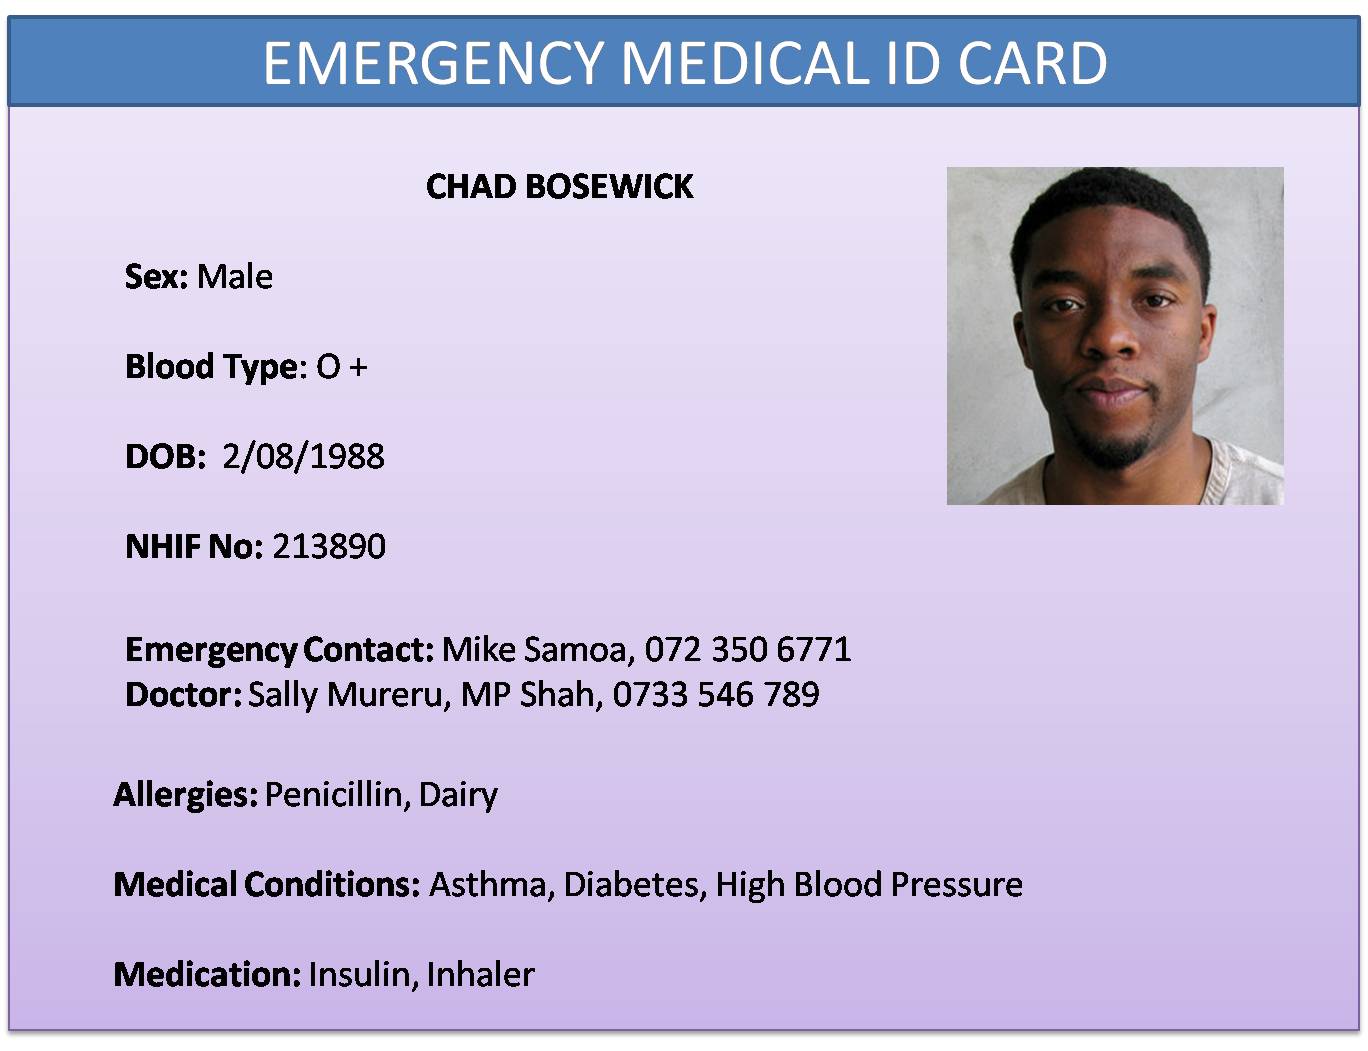 EMERGENCY MEDICAL ID CARD
CHAD BOSEWICK
Sex: Male
Blood Type: O +
DOB: 2/08/1988
NHIF No: 213890
Emergency Contact: Mike Samoa, 072 350 6771
Doctor: Sally Mureru, MP Shah, 0733 546 789
Allergies: Penicillin, Dairy
Medical Conditions: Asthma, Diabetes, High Blood Pressure
Medication: Insulin, Inhaler